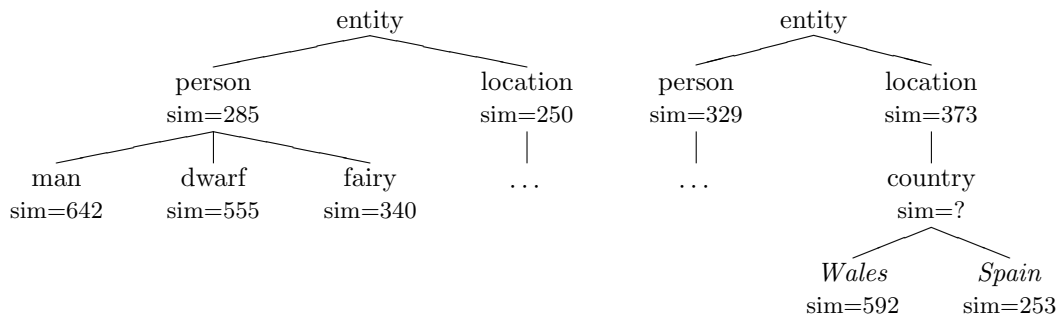 entity
person location
sim=285 sim=250
man dwarf fairy ...
sim=642 sim=555 sim=340
entity
person location
sim=329 sim=373
... country
sim=?
Wales Spain
sim=592 sim=253